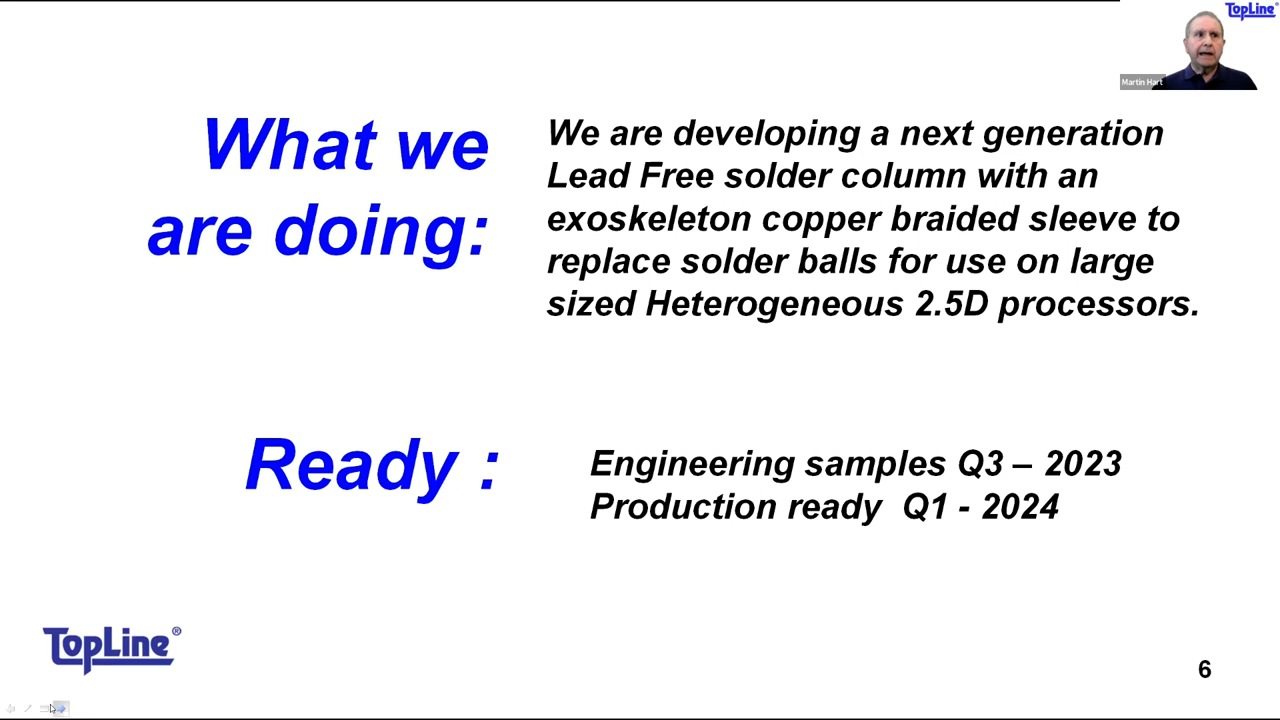 TopLine
Martin Hart
What we
are doing:
We are developing a next generation
Lead Free solder column with an
exoskeleton copper braided sleeve to
replace solder balls for use on large
sized Heterogeneous 2.5D processors.
Ready :
Engineering samples Q3 – 2023
Production ready  Q1 - 2024
TopLine®
6